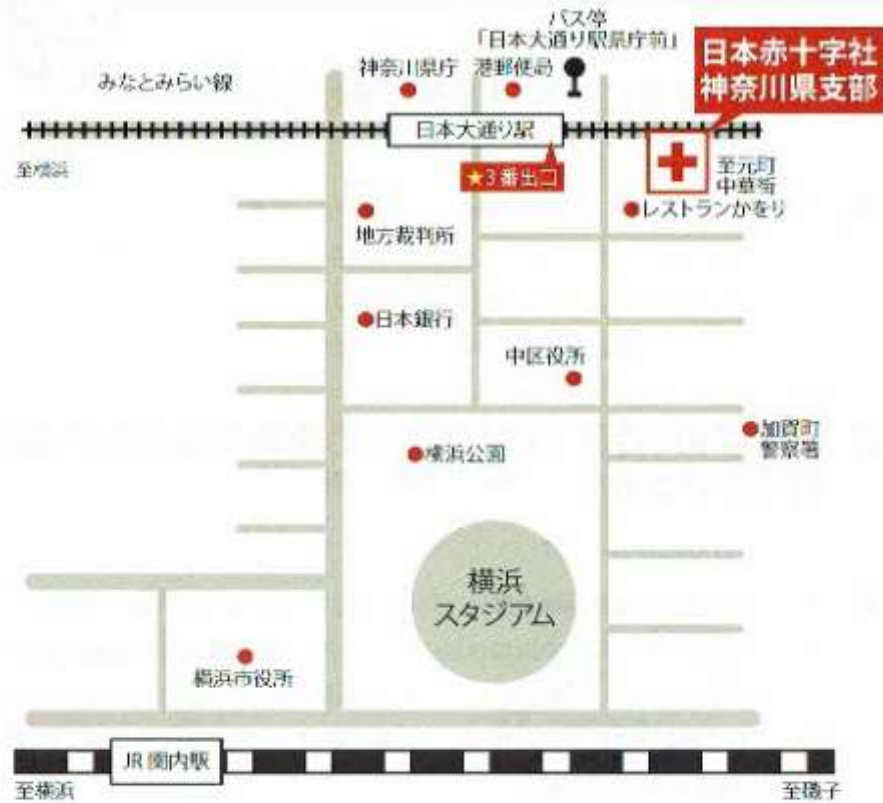 バス停
「日本大通り駅県庁前」
日本赤十字社
神奈川県支部
神奈川県庁
港郵便局
みなとみらい線
日本大通り駅
至横浜
★3番出口
至元町
中華街
レストランかをり
地方裁判所
日本銀行
中区役所
加賀町
警察署
横浜公園
横浜
スタジアム
横浜市役所
JR関内駅
至横浜
至磯子